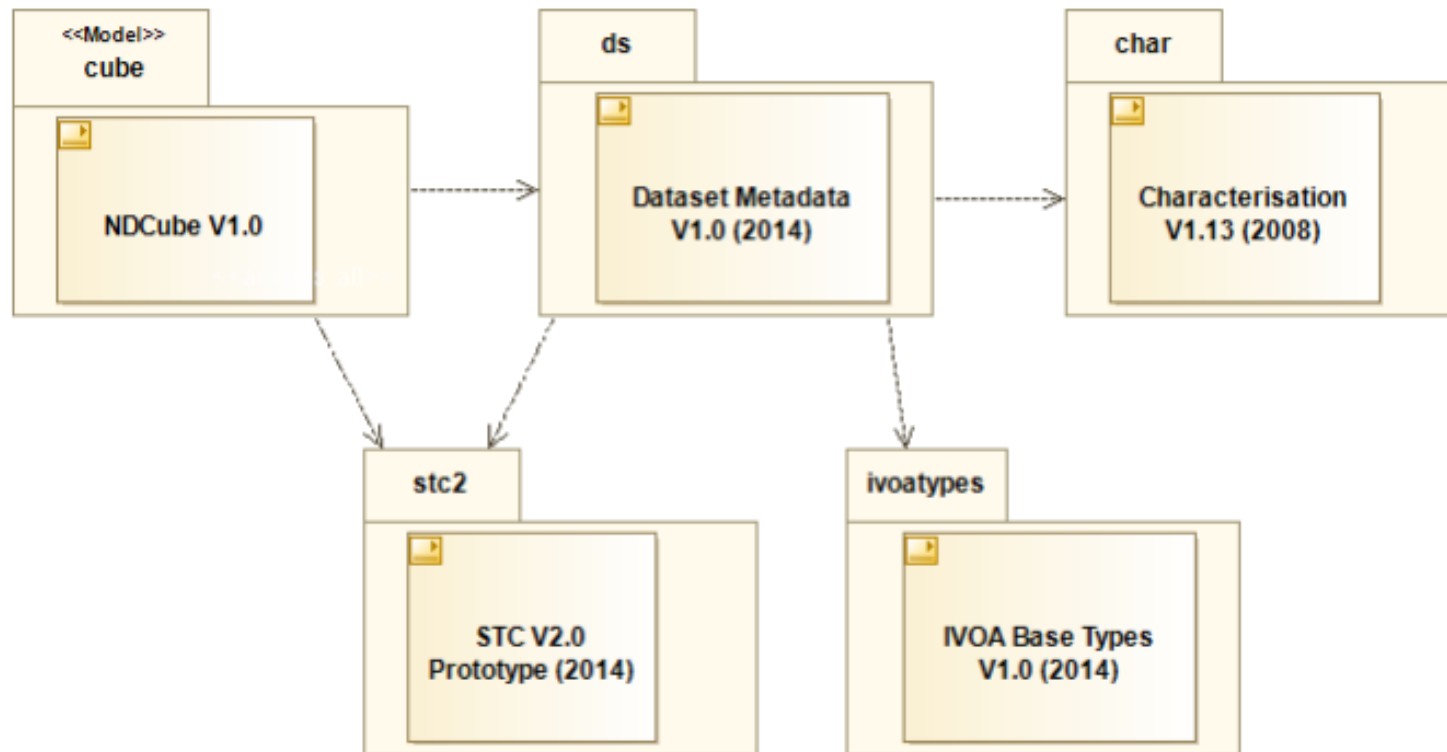 <<Model>>
cube
NDCube V1.0
ds
Dataset Metadata
V1.0 (2014)
char
Characterisation
V1.13 (2008)
stc2
STC V2.0
Prototype (2014)
ivoatypes
IVOA Base Types
V1.0 (2014)